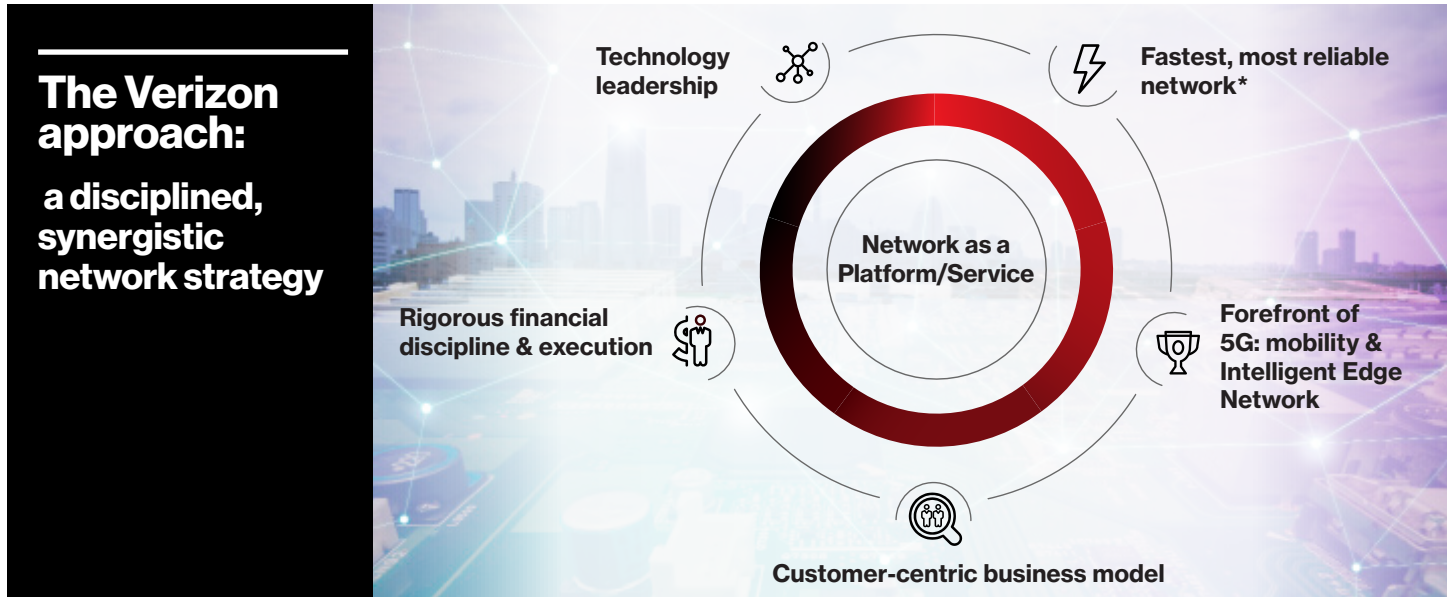 The Verizon
approach:
a disciplined,
synergistic
network strategy
Technology
leadership
Fastest, most reliable
network*
Network as a
Platform/Service
Rigorous financial
discipline & execution
Forefront of
5G: mobility &
Intelligent Edge
Network
Customer-centric business model